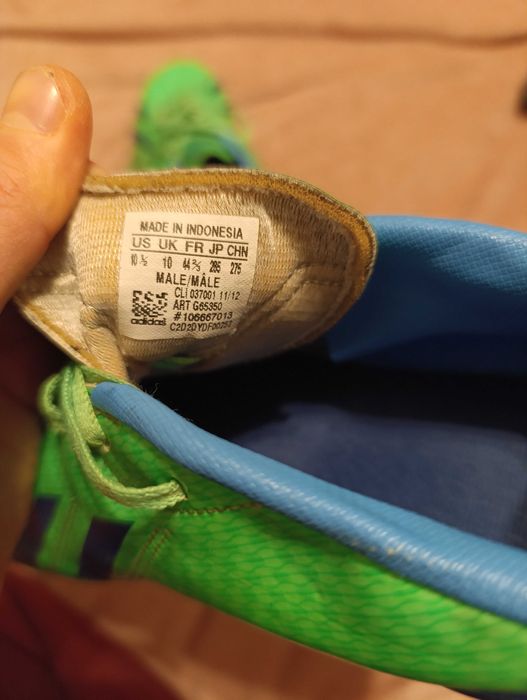 MADE IN INDONESIA
US UK FR JP CHN
10 ½ 10 44 ⅔ 285 275
MALE/MÂLE
CLI 037001 11/12
ART G65350
#106667013
adidas C2D2DYDF00257